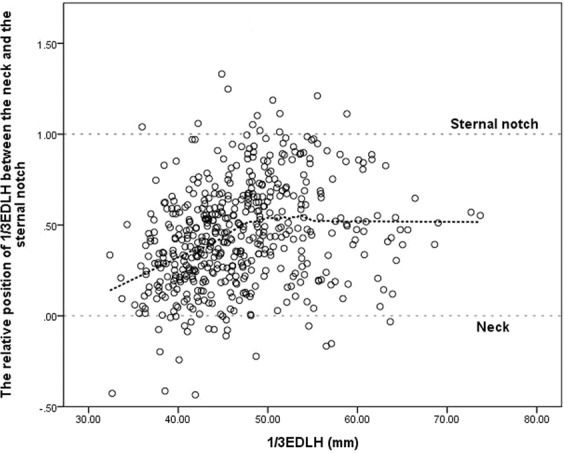 The relative position of 1/3EDLH between the neck and the
sternal notch
1.50
1.00
.50
.00
-.50
Sternal notch
Neck
30.00 40.00 50.00 60.00 70.00 80.00
1/3EDLH (mm)